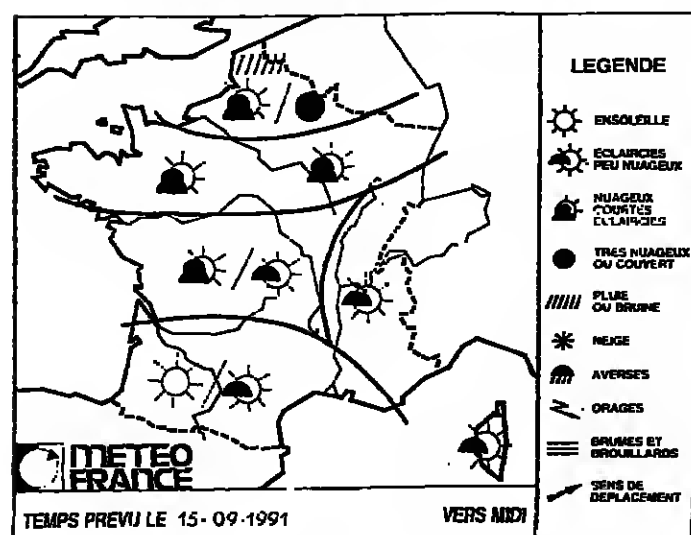 LEGENDE
ENSOLEILLE
ECLAIRCIES
PEU NUAGEUX
NUAGEUX
COURTES
ECLAIRCIES
TRES NUAGEUX
OU COUVERT
PLUIE
OU BRUINE
NEIGE
AVERSES
ORAGES
BRUMES ET
BROUILLARDS
SENS DE
DEPLACEMENT
METEO
FRANCE
TEMPS PREVU LE 15-09-1991 VERS MIDI